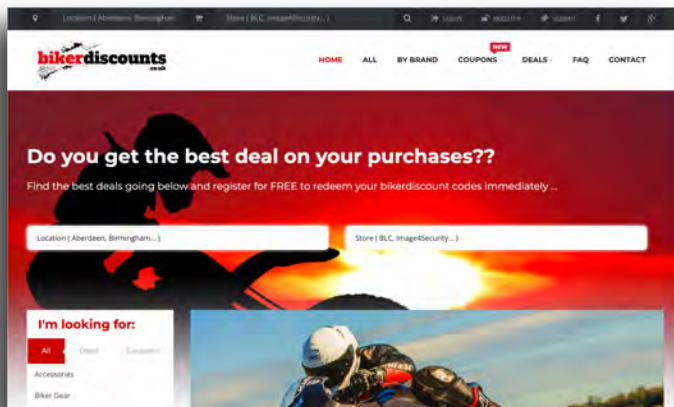 Location ( Aberdeen, Birmingham...
Store ( BLC, Image4Security... )
LOGIN
REGISTER
SUBMIT
bikerdiscounts
.co.uk
NEW
HOME
ALL
BY BRAND
COUPONS
DEALS
FAQ
CONTACT
Do you get the best deal on your purchases??
Find the best deals going below and register for FREE to redeem your bikerdiscount codes immediately ...
Location ( Aberdeen, Birmingham... )
Store ( BLC, Image4Security... )
I'm looking for:
All
Deals
Coupons
Accessories
Biker Gear